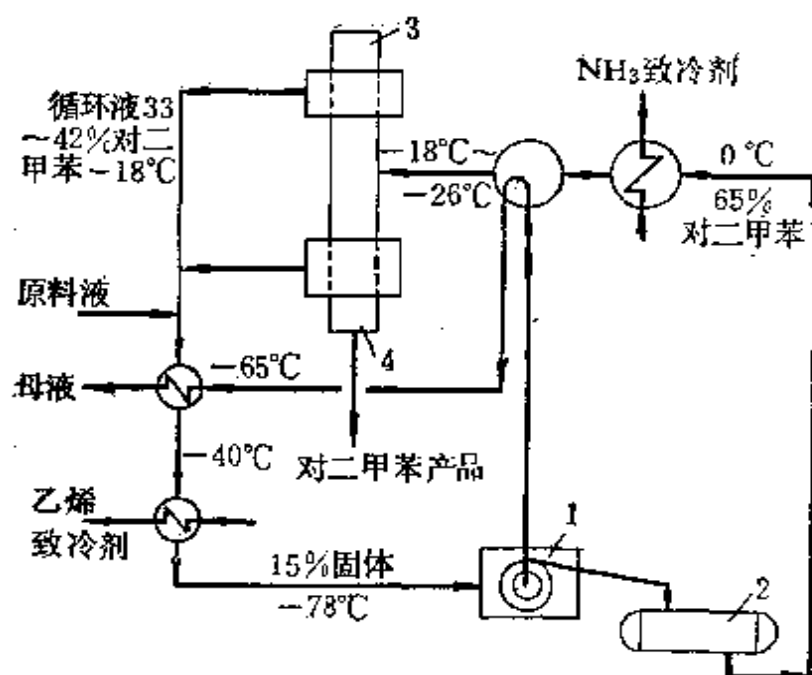 3
NH₃致冷剂
循环液33
~42%对二
甲苯-18℃
-18℃~
-26℃
0℃
65%
对二甲苯
原料液
4
-65℃
母液
-40℃
对二甲苯产品
乙烯
致冷剂
1
15%固体
-78℃
2